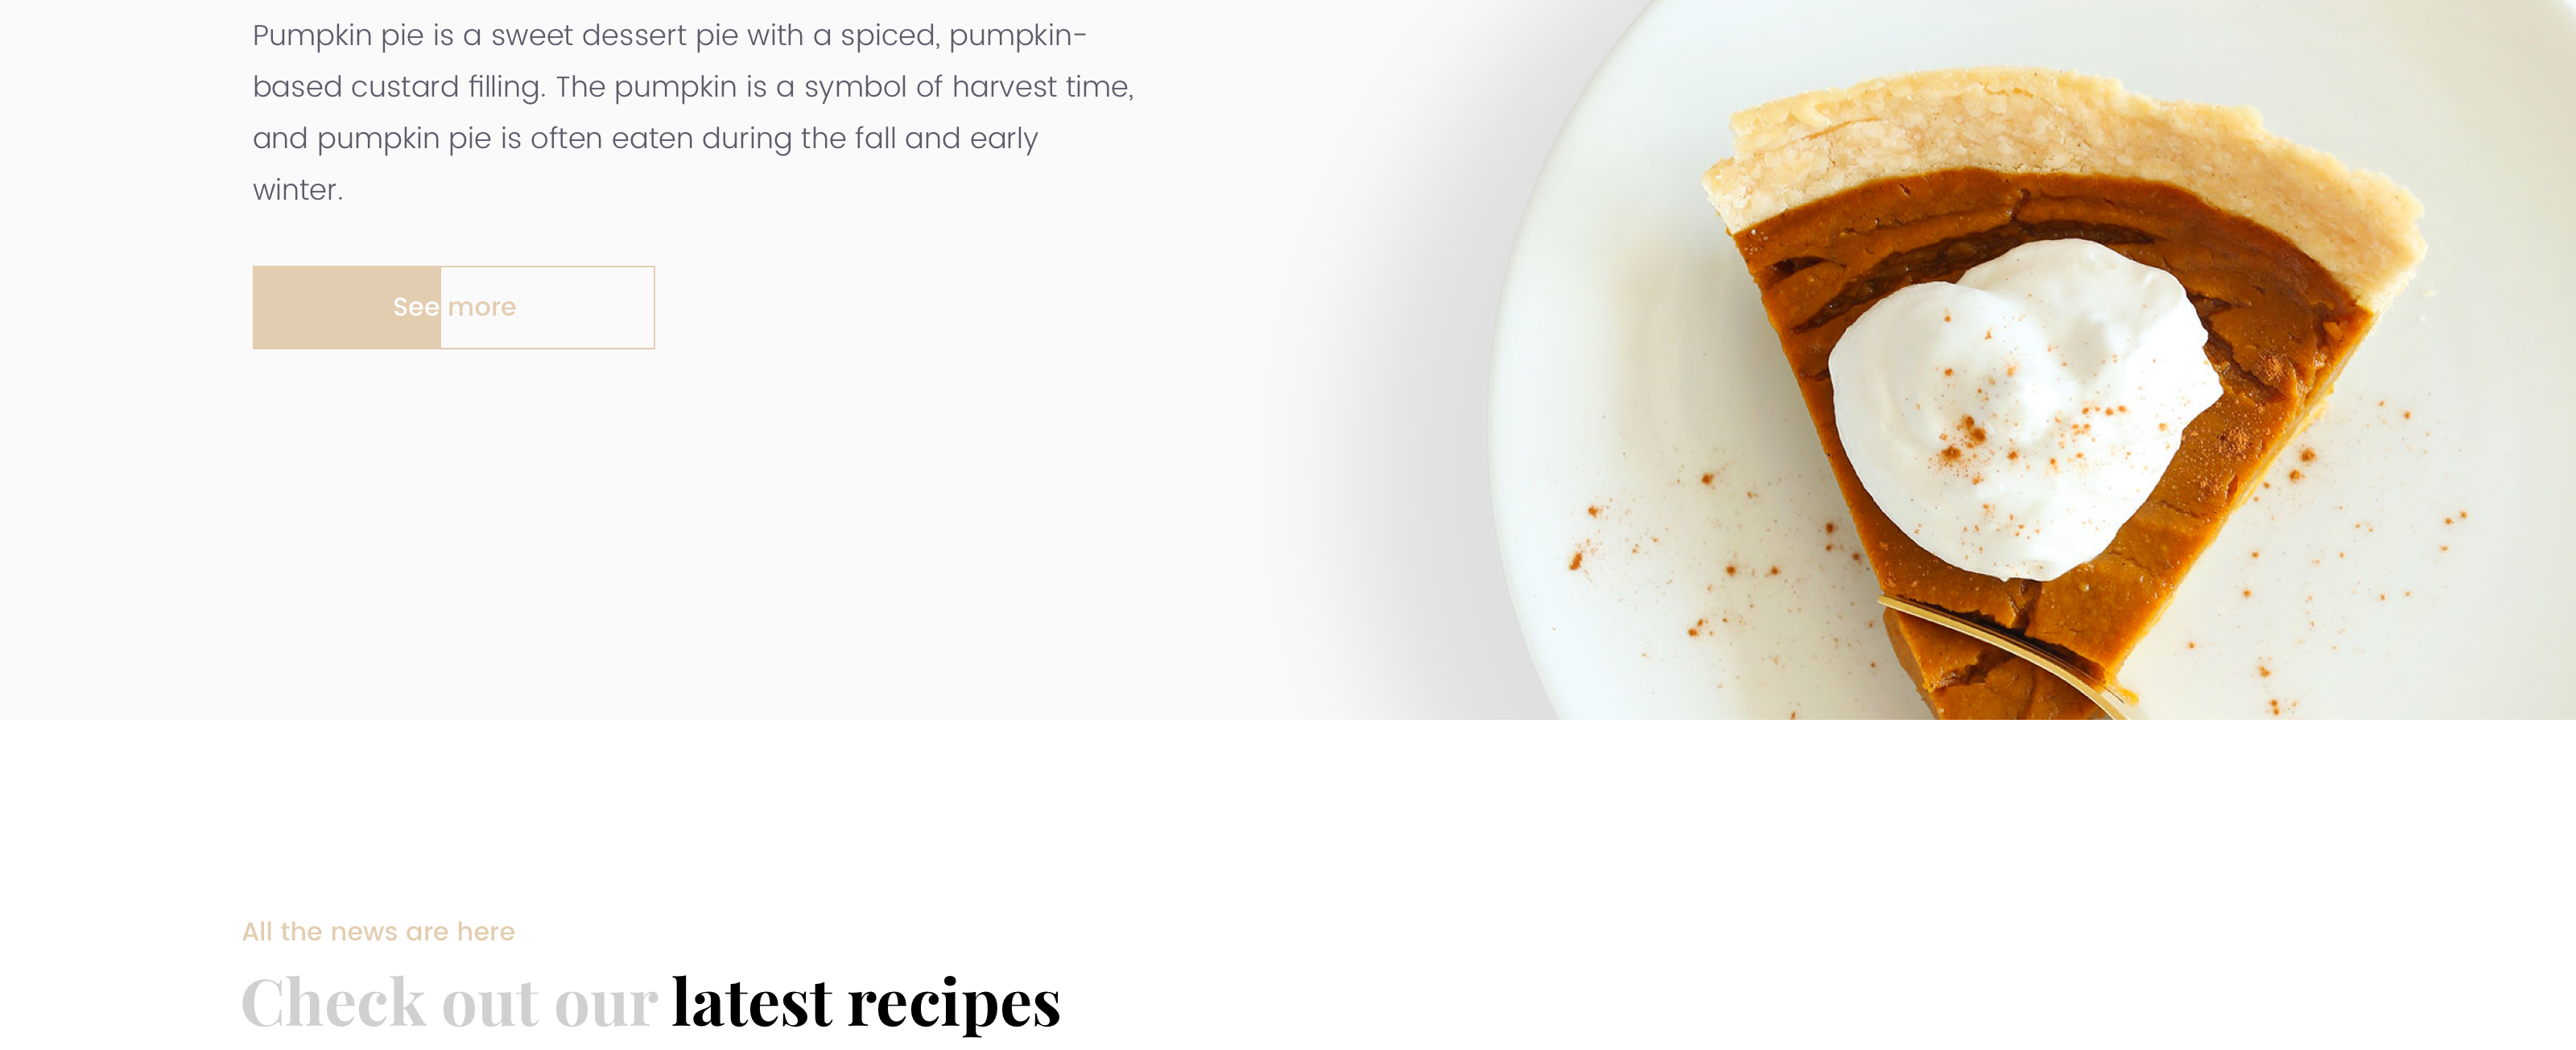 Pumpkin pie is a sweet dessert pie with a spiced, pumpkin-
based custard filling. The pumpkin is a symbol of harvest time,
and pumpkin pie is often eaten during the fall and early
winter.
See more
All the news are here
Check out our latest recipes